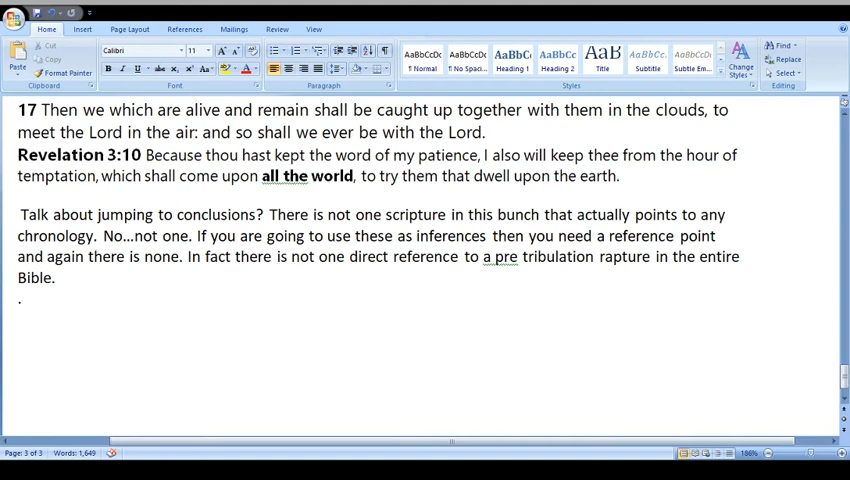 Home Insert Page Layout References Mailings Review View
Cut
Copy
Paste
Format Painter
Clipboard
Calibri 11
Font
Paragraph
AaBbCcDc AaBbCcDc AaBbC AaBbCc AaB AaBbCc. AaBbCcDc
¶ Normal ¶ No Spaci... Heading 1 Heading 2 Title Subtitle Subtle Em...
Styles
Change
Styles
Find
Replace
Select
Editing
17 Then we which are alive and remain shall be caught up together with them in the clouds, to
meet the Lord in the air: and so shall we ever be with the Lord.
Revelation 3:10 Because thou hast kept the word of my patience, I also will keep thee from the hour of
temptation, which shall come upon all the world, to try them that dwell upon the earth.
Talk about jumping to conclusions? There is not one scripture in this bunch that actually points to any
chronology. No...not one. If you are going to use these as inferences then you need a reference point
and again there is none. In fact there is not one direct reference to a pre tribulation rapture in the entire
Bible.
.
Page: 3 of 3 Words: 1,649 186%